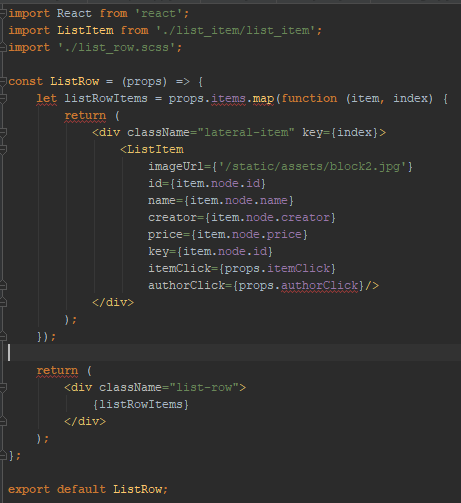 import React from 'react';
import ListItem from './list_item/list_item';
import './list_row.scss';

const ListRow = (props) => {
    let listRowItems = props.items.map(function (item, index) {
        return (
            <div className="lateral-item" key={index}>
                <ListItem
                    imageUrl={'/static/assets/block2.jpg'}
                    id={item.node.id}
                    name={item.node.name}
                    creator={item.node.creator}
                    price={item.node.price}
                    key={item.node.id}
                    itemClick={props.itemClick}
                    authorClick={props.authorClick}/>
            </div>
        );
    });

    return (
        <div className="list-row">
            {listRowItems}
        </div>
    );
};

export default ListRow;